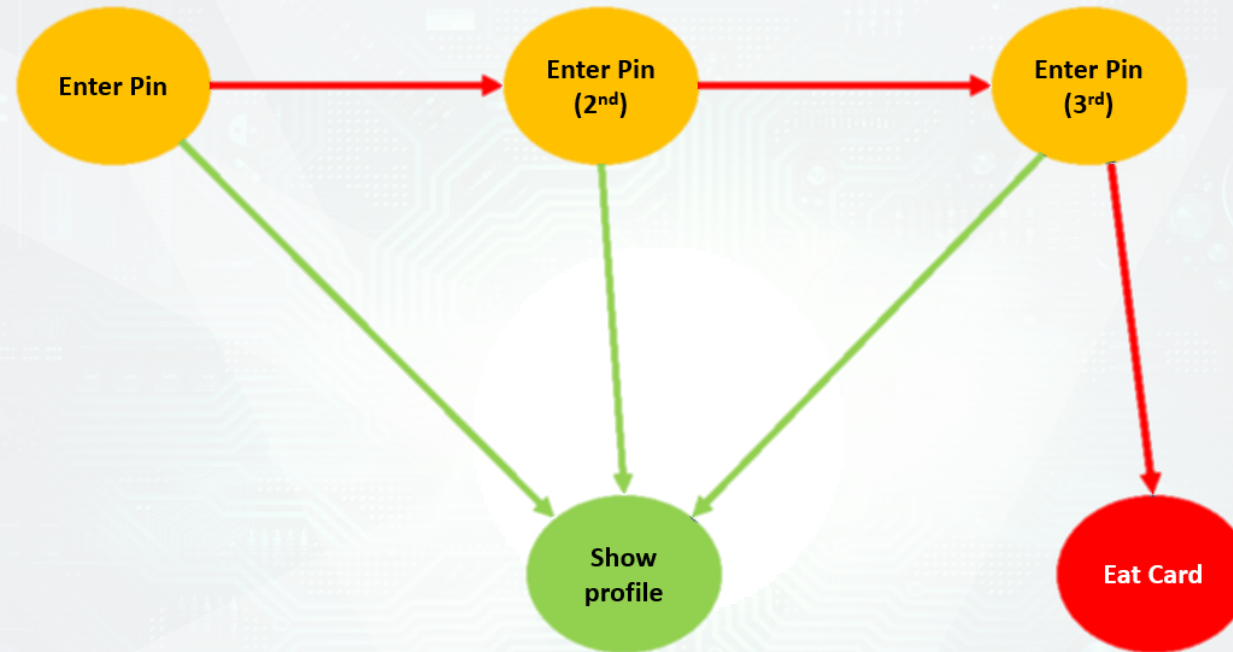 Enter Pin
Enter Pin
(2nd)
Enter Pin
(3rd)
Show
profile
Eat Card